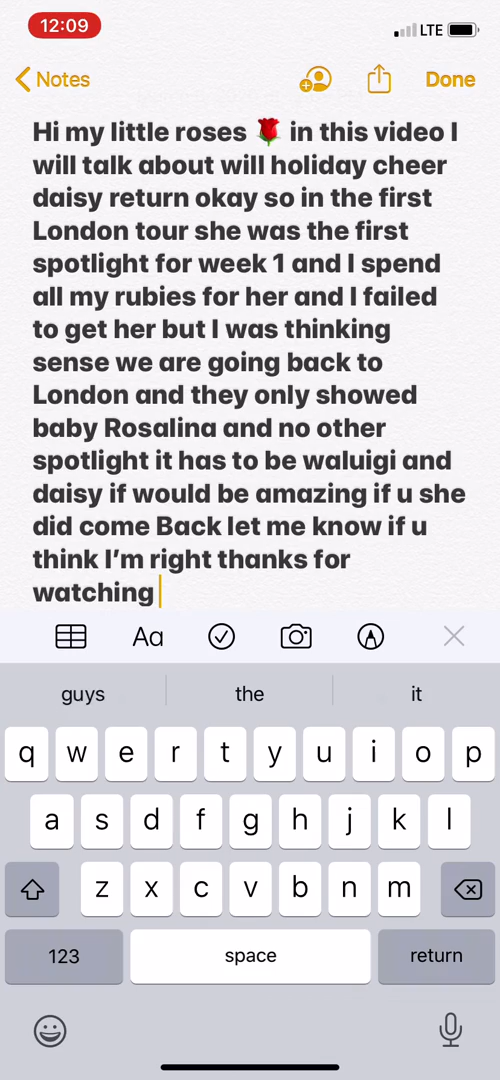 12:09
LTE
Notes
Done
Hi my little roses 🌹 in this video I
will talk about will holiday cheer
daisy return okay so in the first
London tour she was the first
spotlight for week 1 and I spend
all my rubies for her and I failed
to get her but I was thinking
sense we are going back to
London and they only showed
baby Rosalina and no other
spotlight it has to be waluigi and
daisy if would be amazing if u she
did come Back let me know if u
think I'm right thanks for
watching
Aa
guys the it
q w e r t y u i o p
a s d f g h j k l
z x c v b n m
123 space return